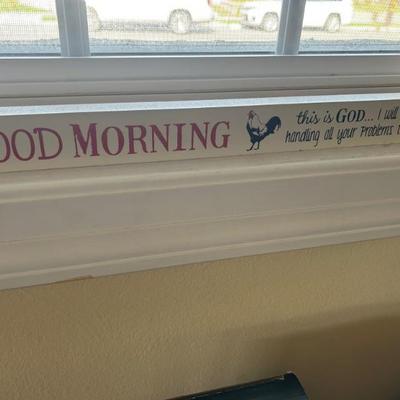 OOD MORNING
this is GOD... I will
handling all your Problems